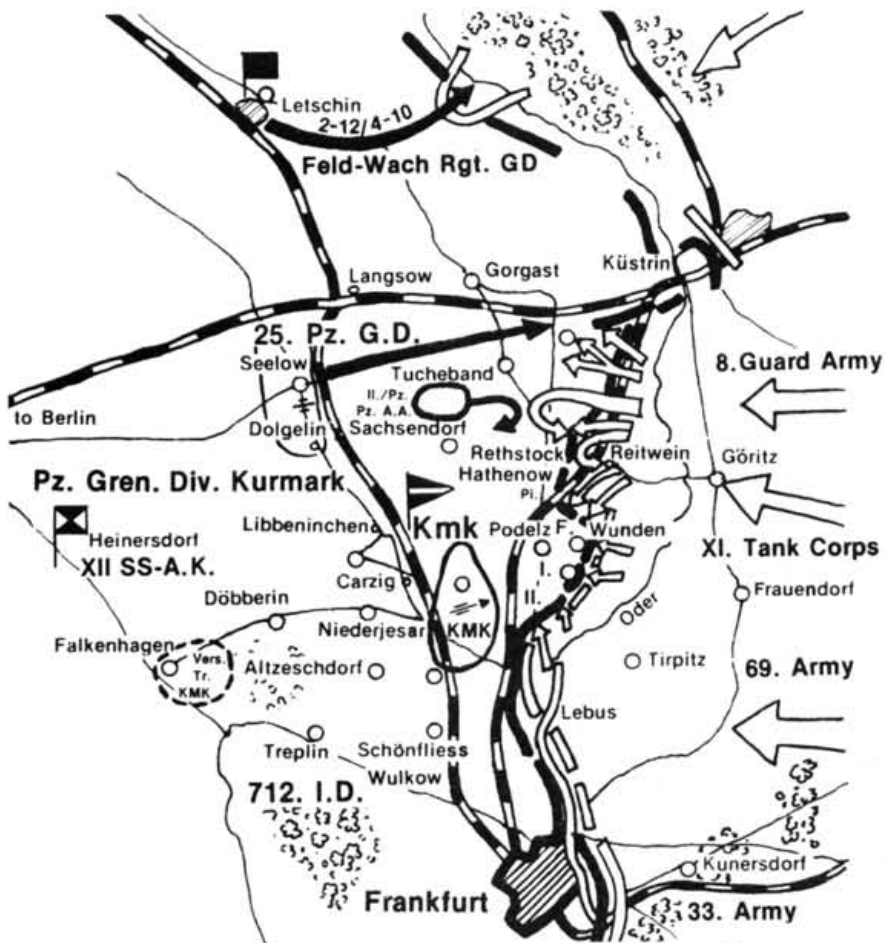 Letschin
2-12/4-10
Feld-Wach Rgt. GD
Küstrin
Gorgast
Langsow
25. Pz. G.D.
8.Guard Army
Seelow
Tucheband
II./Pz.
Pz. A.A.
to Berlin
Dolgelin
Sachsendorf
Rethstock
Reitwein
Göritz
Hathenow
Pi.
Pz. Gren. Div. Kurmark
Libbeninchen
Kmk
Podelz
F.
Wunden
Heinersdorf
XII SS-A.K.
XI. Tank Corps
Carzig
I.
II.
Frauendorf
Döbberin
Oder
Niederjesar
KMK
Falkenhagen
Vers.
Tr.
KMK
Altzeschdorf
Tirpitz
69. Army
Lebus
Treplin
Schönfliess
Wulkow
712. I.D.
Kunersdorf
Frankfurt
33. Army